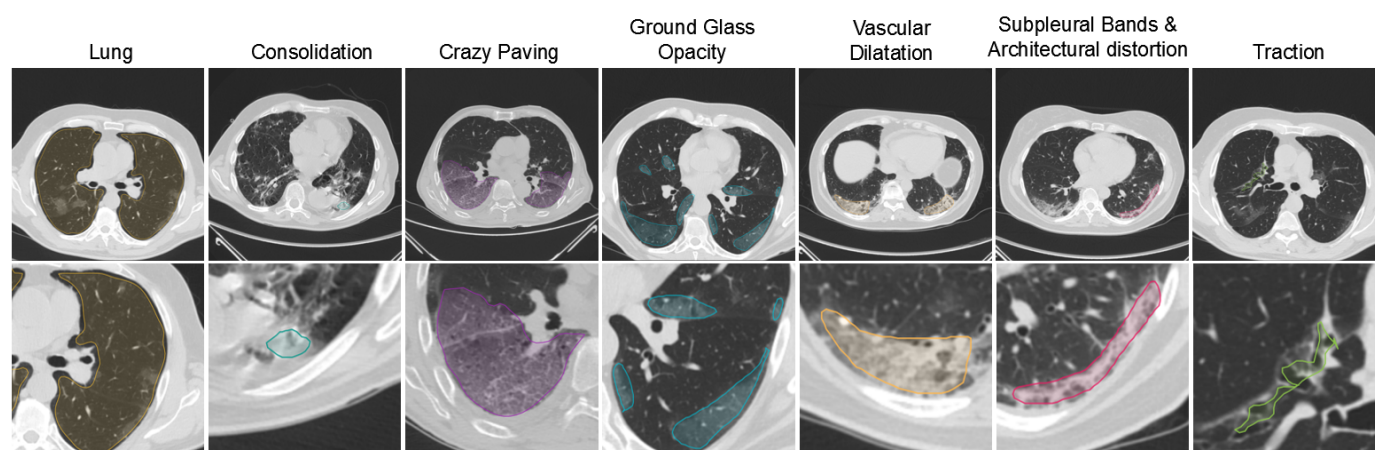 Lung
Consolidation
Crazy Paving
Ground Glass
Opacity
Vascular
Dilatation
Subpleural Bands &
Architectural distortion
Traction